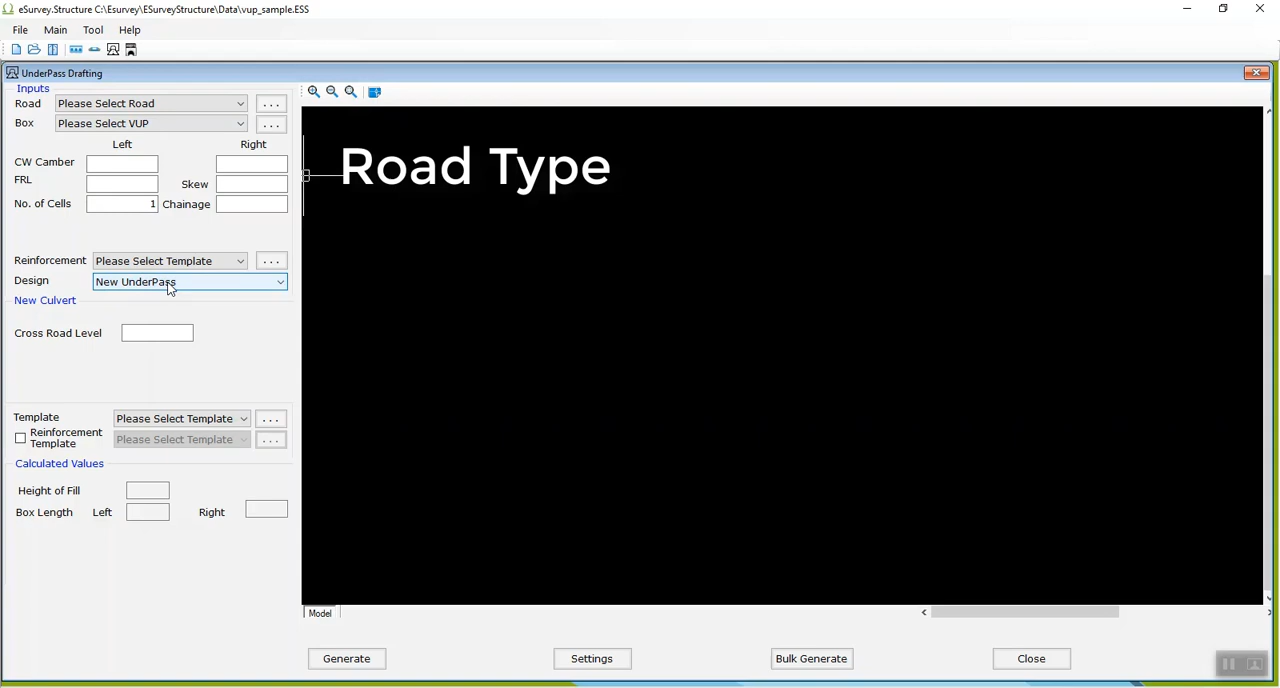 eSurvey.Structure C:\Esurvey\ESurveyStructure\Data\vup_sample.ESS
File Main Tool Help
UnderPass Drafting
Inputs
Road Please Select Road ...
Box Please Select VUP ...
Left Right
CW Camber
FRL Skew
No. of Cells 1 Chainage
Reinforcement Please Select Template ...
Design New UnderPass
New Culvert
Cross Road Level
Template Please Select Template ...
Reinforcement
Template Please Select Template ...
Calculated Values
Height of Fill
Box Length Left Right
Road Type
Model
Generate Settings Bulk Generate Close